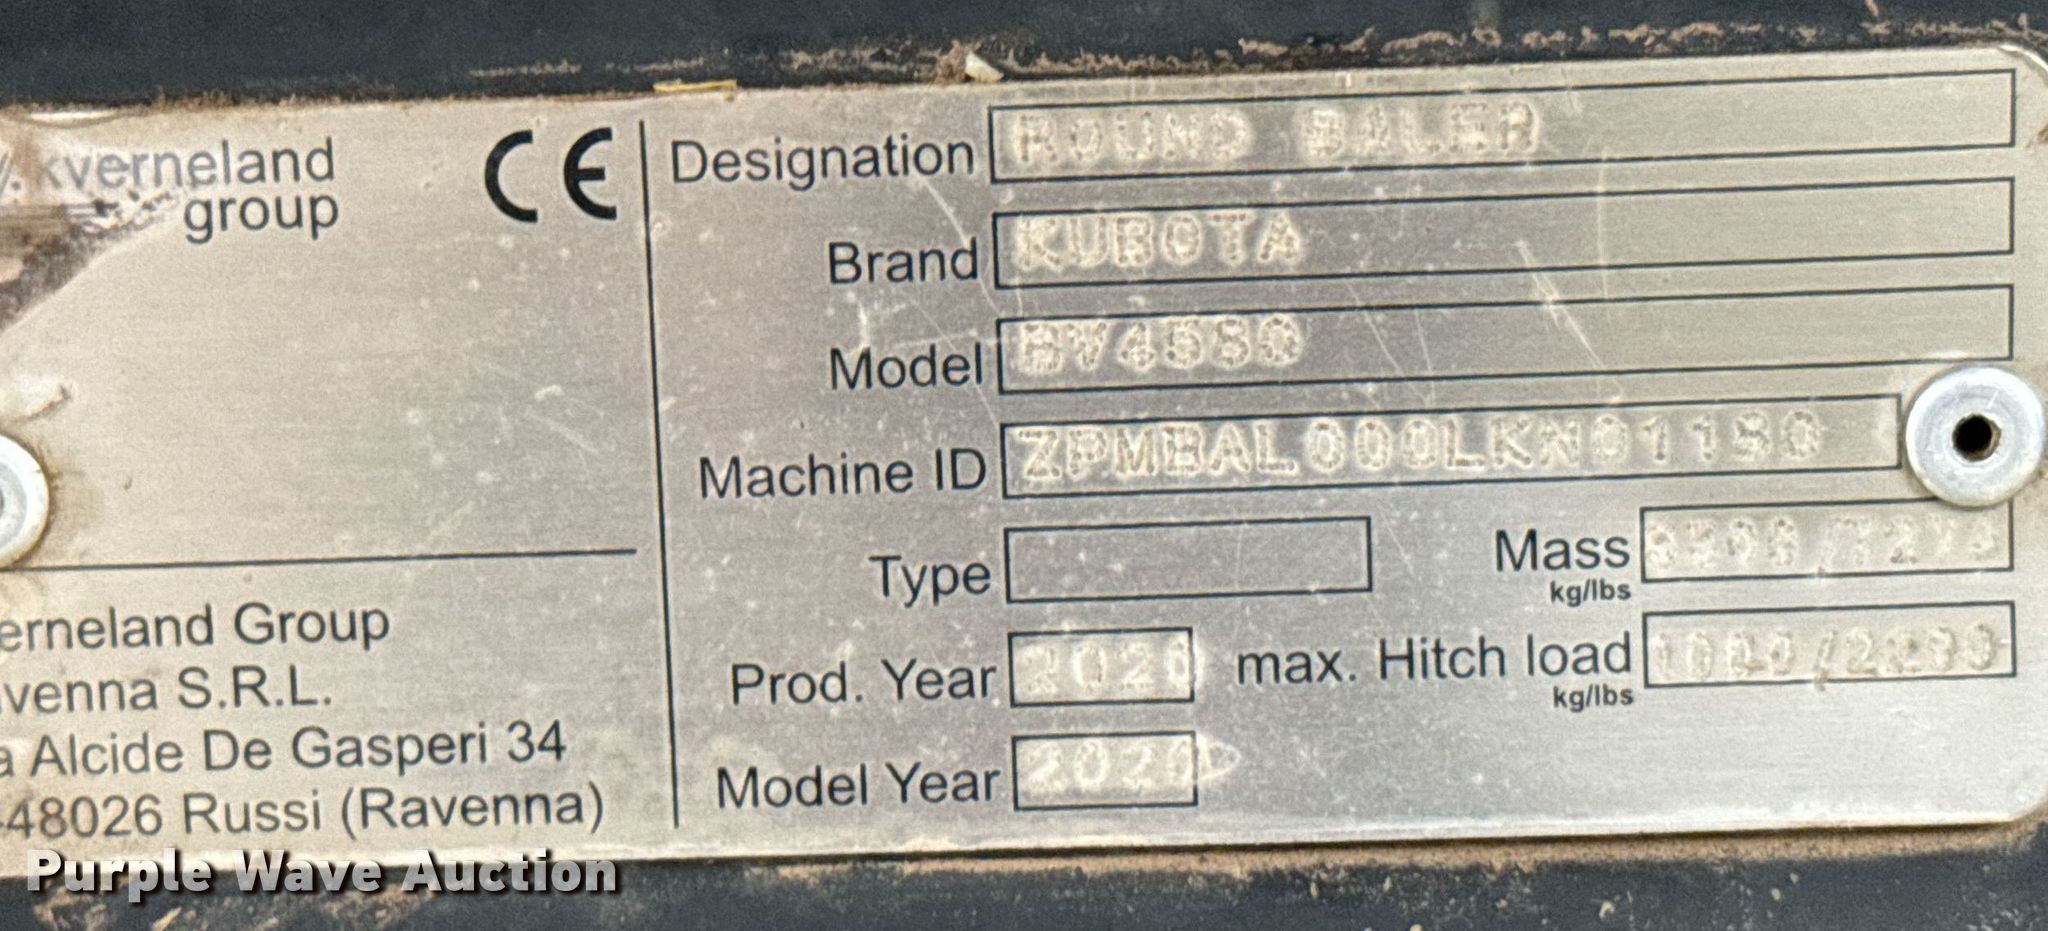 kverneland
group
CE
Designation ROUND BALER
Brand KUBOTA
Model BV4580
Machine ID
Type
Mass
kg/lbs
Prod. Year 2020
max. Hitch load
kg/lbs
Model Year 2020
erneland Group
venna S.R.L.
a Alcide De Gasperi 34
-48026 Russi (Ravenna)
Purple Wave Auction